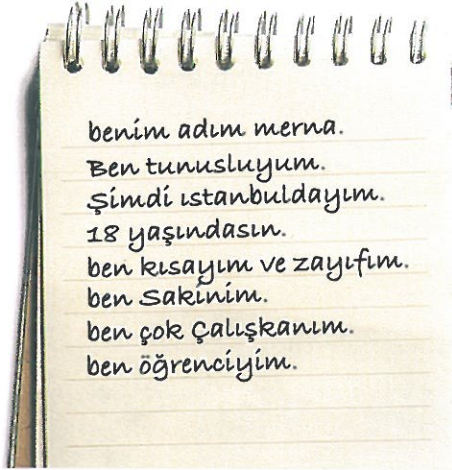 benim adım merna.
Ben tunusluyum.
Şimdi ıstanbuldayım.
18 yaşındasın.
ben kısayım ve zayıfım.
ben Sakinim.
ben çok Çalışkanım.
ben öğrenciyim.